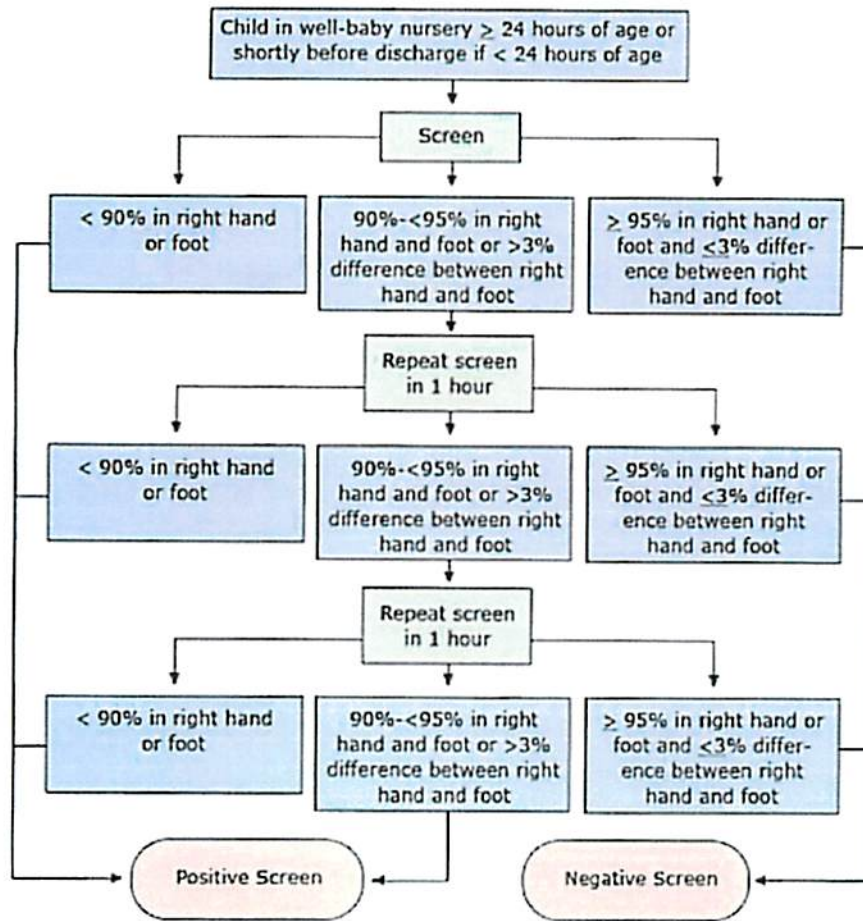 Child in well-baby nursery ≥ 24 hours of age or
shortly before discharge if < 24 hours of age
Screen
< 90% in right hand
or foot
90%-<95% in right
hand and foot or >3%
difference between right
hand and foot
≥ 95% in right hand or
foot and ≤3% differ-
ence between right
hand and foot
Repeat screen
in 1 hour
< 90% in right hand
or foot
90%-<95% in right
hand and foot or >3%
difference between right
hand and foot
≥ 95% in right hand or
foot and ≤3% differ-
ence between right
hand and foot
Repeat screen
in 1 hour
< 90% in right hand
or foot
90%-<95% in right
hand and foot or >3%
difference between right
hand and foot
≥ 95% in right hand or
foot and ≤3% differ-
ence between right
hand and foot
Positive Screen
Negative Screen